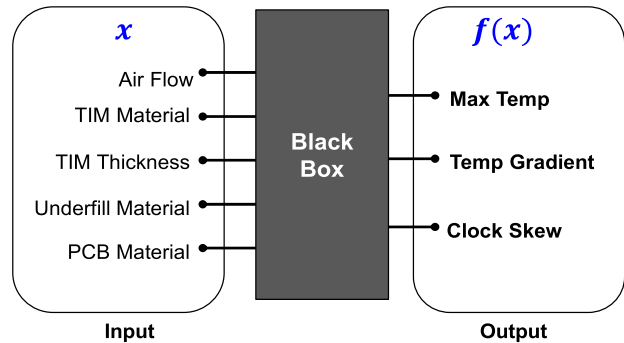 x
Air Flow
TIM Material
TIM Thickness
Underfill Material
PCB Material
Input
Black
Box
f(x)
Max Temp
Temp Gradient
Clock Skew
Output